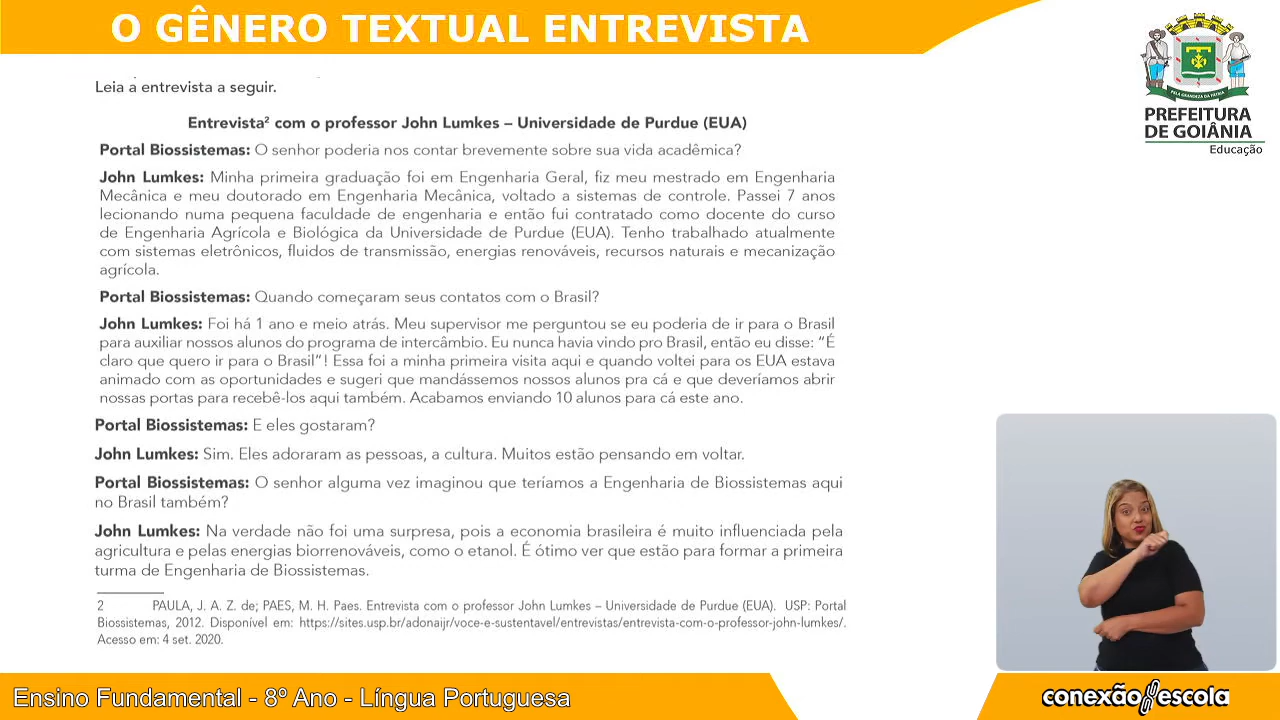 O GÊNERO TEXTUAL ENTREVISTA
PELA GRANDEZA DA PÁTRIA
PREFEITURA
DE GOIÂNIA
Educação
Leia a entrevista a seguir.
Entrevista² com o professor John Lumkes – Universidade de Purdue (EUA)
Portal Biossistemas: O senhor poderia nos contar brevemente sobre sua vida acadêmica?
John Lumkes: Minha primeira graduação foi em Engenharia Geral, fiz meu mestrado em Engenharia
Mecânica e meu doutorado em Engenharia Mecânica, voltado a sistemas de controle. Passei 7 anos
lecionando numa pequena faculdade de engenharia e então fui contratado como docente do curso
de Engenharia Agrícola e Biológica da Universidade de Purdue (EUA). Tenho trabalhado atualmente
com sistemas eletrônicos, fluidos de transmissão, energias renováveis, recursos naturais e mecanização
agrícola.
Portal Biossistemas: Quando começaram seus contatos com o Brasil?
John Lumkes: Foi há 1 ano e meio atrás. Meu supervisor me perguntou se eu poderia de ir para o Brasil
para auxiliar nossos alunos do programa de intercâmbio. Eu nunca havia vindo pro Brasil, então eu disse: “É
claro que quero ir para o Brasil”! Essa foi a minha primeira visita aqui e quando voltei para os EUA estava
animado com as oportunidades e sugeri que mandássemos nossos alunos pra cá e que deveríamos abrir
nossas portas para recebê-los aqui também. Acabamos enviando 10 alunos para cá este ano.
Portal Biossistemas: E eles gostaram?
John Lumkes: Sim. Eles adoraram as pessoas, a cultura. Muitos estão pensando em voltar.
Portal Biossistemas: O senhor alguma vez imaginou que teríamos a Engenharia de Biossistemas aqui
no Brasil também?
John Lumkes: Na verdade não foi uma surpresa, pois a economia brasileira é muito influenciada pela
agricultura e pelas energias biorrenováveis, como o etanol. É ótimo ver que estão para formar a primeira
turma de Engenharia de Biossistemas.
2 PAULA, J. A. Z. de; PAES, M. H. Paes. Entrevista com o professor John Lumkes – Universidade de Purdue (EUA). USP: Portal
Biossistemas, 2012. Disponível em: https://sites.usp.br/adonaijr/voce-e-sustentavel/entrevistas/entrevista-com-o-professor-john-lumkes/.
Acesso em: 4 set. 2020.
Ensino Fundamental - 8º Ano - Língua Portuguesa
conexão escola